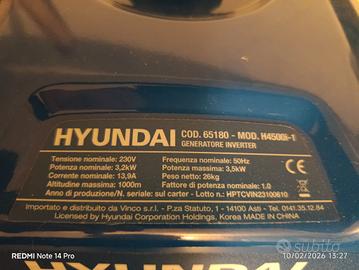 HYUNDAI COD. 65180 - MOD. H4500i-1
GENERATORE INVERTER
Tensione nominale: 230V Frequenza nominale: 50Hz
Potenza nominale: 3,2kW Potenza massima: 3,5kW
Corrente nominale: 13,9A Peso netto: 26kg
Altitudine massima: 1000m Fattore di potenza nominale: 1.0
Anno di produzione/N. serial: sul carter - Lotto n.: HPTCVIN23100610
Importato e distribuito da Vinco s.r.l. - P.za Statuto, 1 - 14100 Asti - Tel. 0141.35.12.84
Licensed by Hyundai Corporation Holdings, Korea. MADE IN CHINA
HYUNDAI
REDMI Note 14 Pro 10/02/2026 13:27
subito